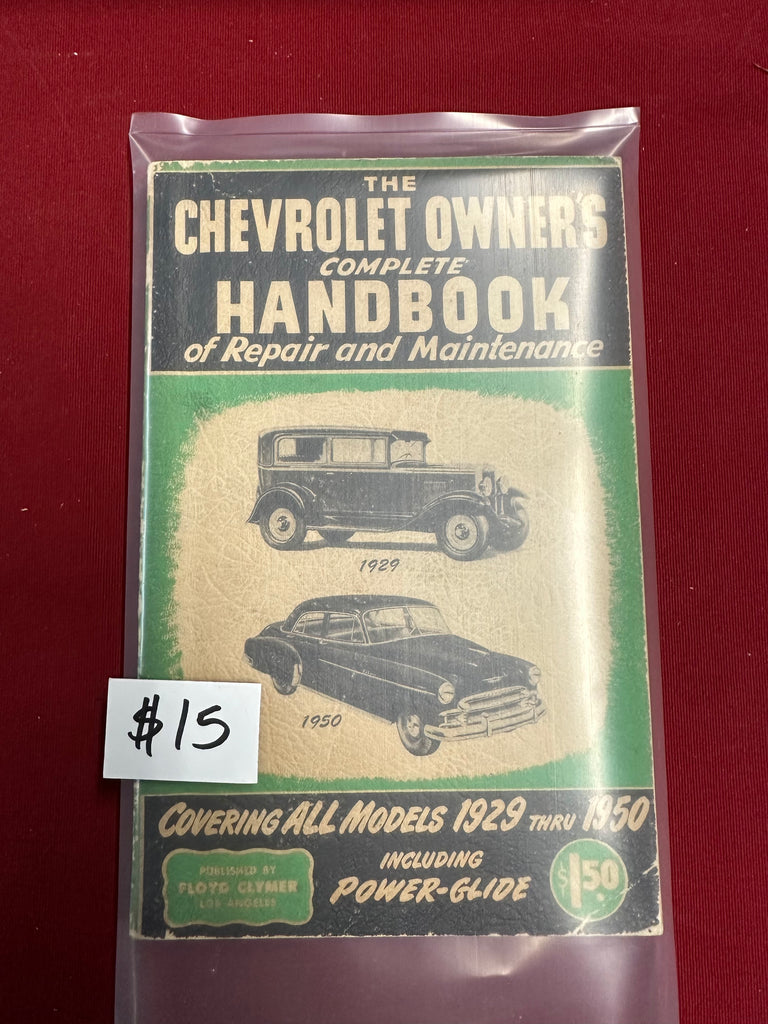 THE
CHEVROLET OWNER'S
COMPLETE
HANDBOOK
of Repair and Maintenance
1929
1950
$15
COVERING ALL MODELS 1929 THRU 1950
INCLUDING
POWER-GLIDE
PUBLISHED BY
FLOYD CLYMER
LOS ANGELES
$1.50